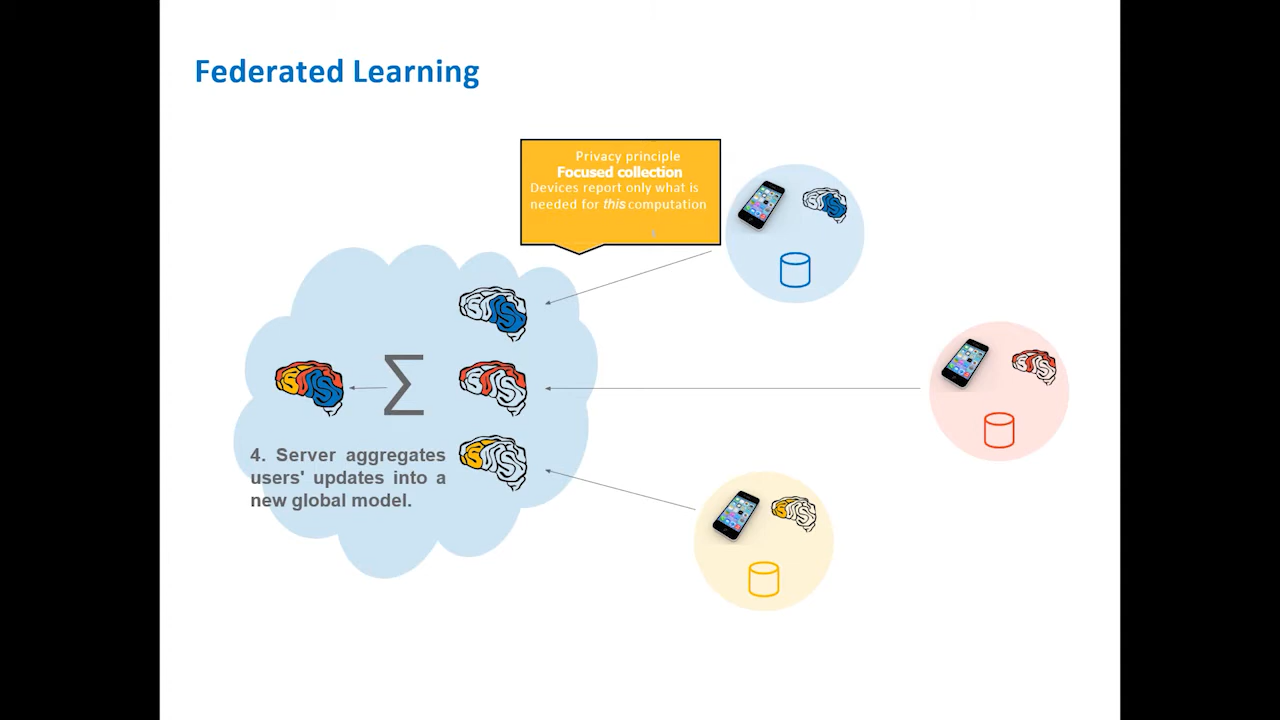 Federated Learning
Privacy principle
Focused collection
Devices report only what is
needed for this computation
∑
4. Server aggregates
users' updates into a
new global model.